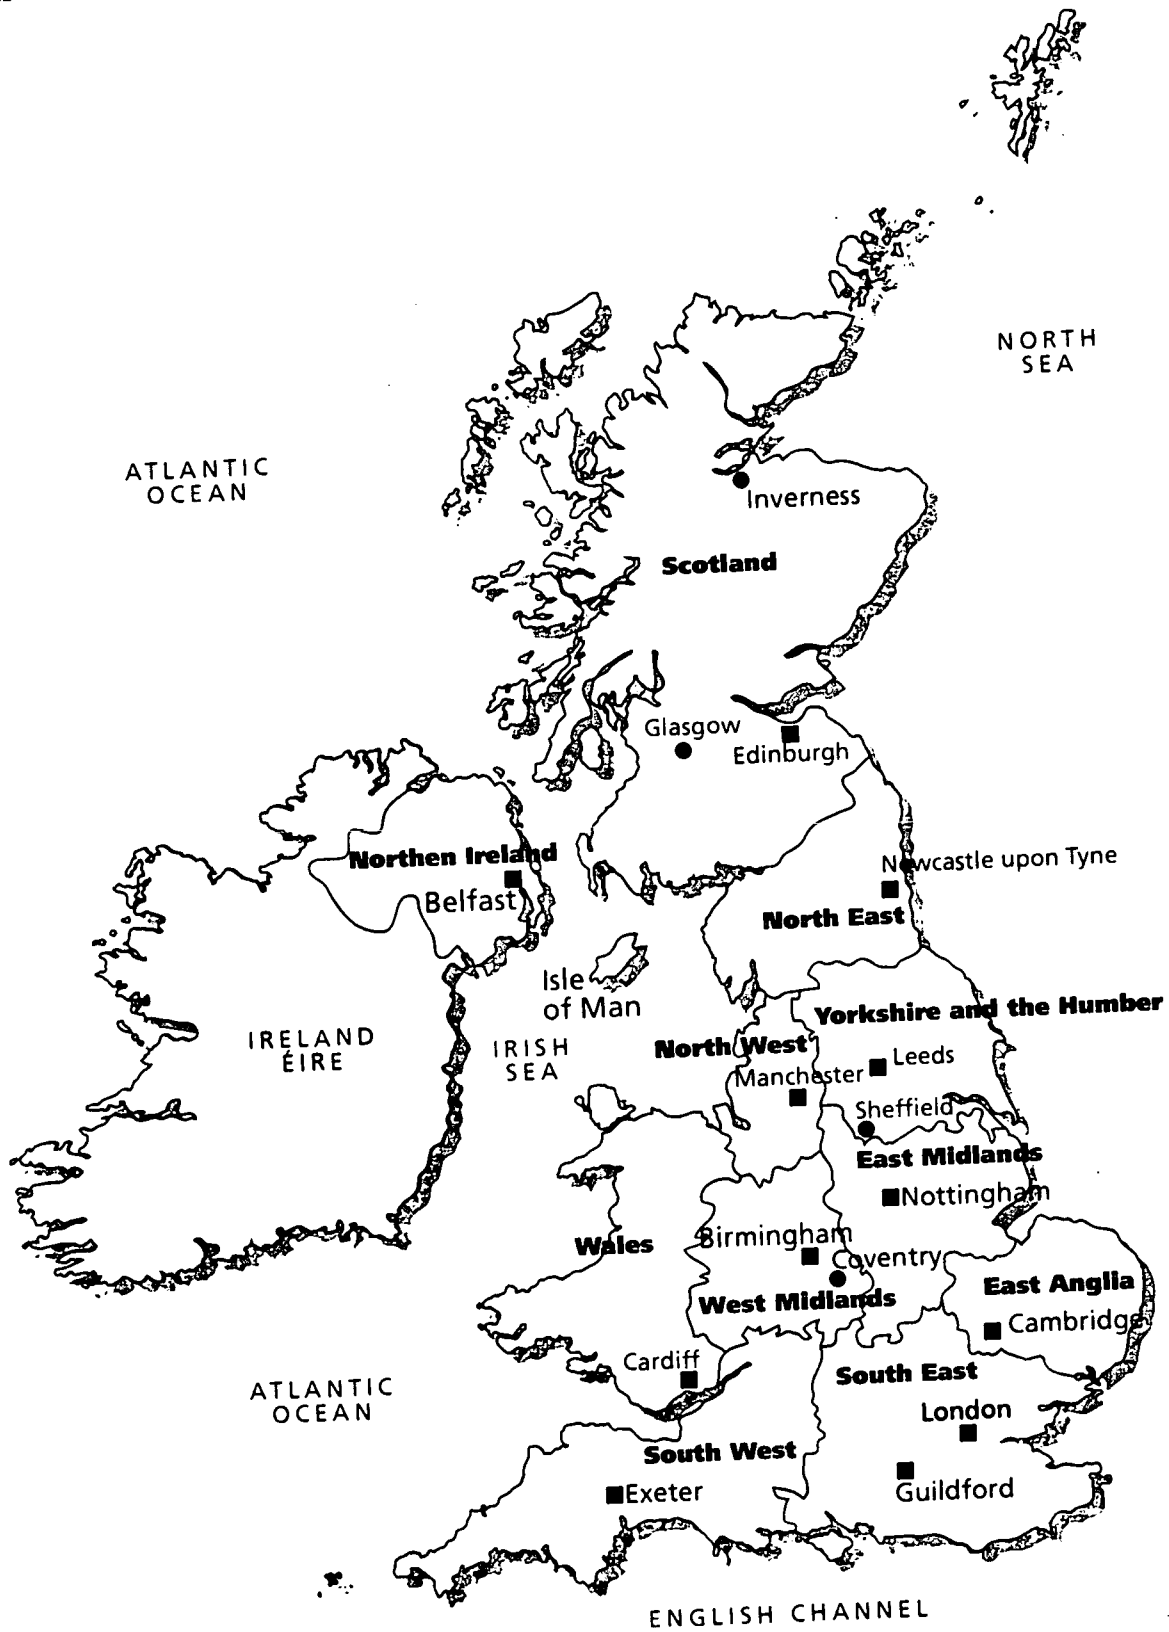 NORTH
SEA
ATLANTIC
OCEAN
Inverness
Scotland
Glasgow
Edinburgh
Northen Ireland
Belfast
Newcastle upon Tyne
North East
Isle
of Man
Yorkshire and the Humber
IRELAND
ÉIRE
IRISH
SEA
North West
Leeds
Manchester
Sheffield
East Midlands
Nottingham
Wales
Birmingham
Coventry
East Anglia
West Midlands
Cambridge
Cardiff
South East
ATLANTIC
OCEAN
London
South West
Exeter
Guildford
ENGLISH CHANNEL